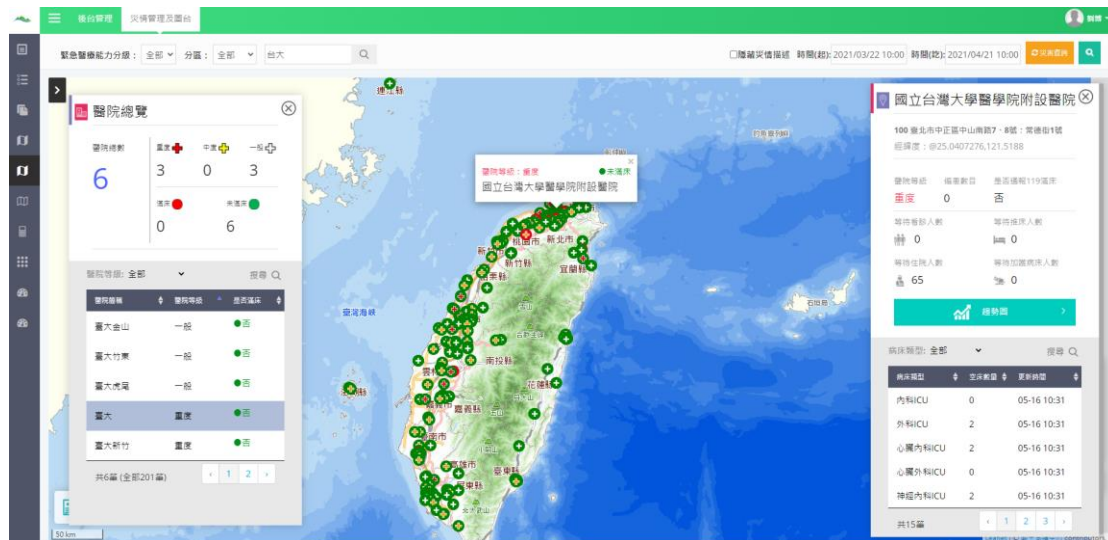 後台管理 災情管理及圖台
緊急醫療能力分級： 全部 分區： 全部 台大
隱藏災情描述 時間(起): 2021/03/22 10:00 時間(訖): 2021/04/21 10:00
醫院總覽
醫院總數 重度 中度 一般
6 3 0 3
滿床 未滿床
0 6
醫院等級: 全部 搜尋
醫院簡稱 醫院等級 是否滿床
臺大金山 一般 否
臺大竹東 一般 否
臺大虎尾 一般 否
臺大 重度 否
臺大新竹 重度 否
共6筆 (全部201筆) 1 2
50 km
連江縣
醫院等級：重度 未滿床
國立台灣大學醫學院附設醫院
桃園市 新北市
新竹縣 宜蘭縣
苗栗縣
臺灣海峽
南投縣
花蓮縣
嘉義縣
高雄市
臺東縣
屏東縣
石垣島
國立台灣大學醫學院附設醫院
100 臺北市中正區中山南路7、8號；常德街1號
經緯度：@25.0407276,121.5188
醫院等級 傷患數目 是否通報119滿床
重度 0 否
等待看診人數 等待推床人數
0 0
等待住院人數 等待加護病床人數
65 0
趨勢圖
病床類型: 全部 搜尋
病床類型 空床數量 更新時間
內科ICU 0 05-16 10:31
外科ICU 2 05-16 10:31
心臟內科ICU 2 05-16 10:31
心臟外科ICU 0 05-16 10:31
神經內科ICU 2 05-16 10:31
共15筆 1 2 3